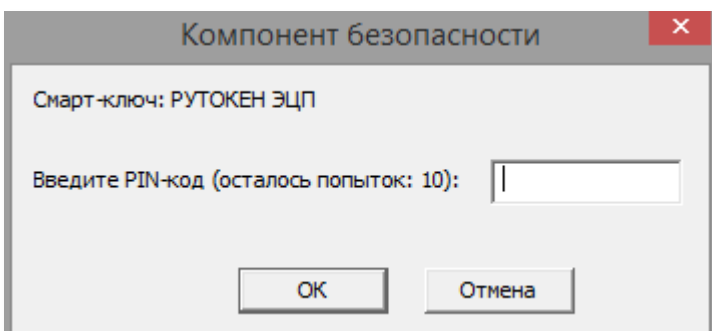 Компонент безопасности
Смарт-ключ: РУТОКЕН ЭЦП
Введите PIN-код (осталось попыток: 10):
ОК
Отмена